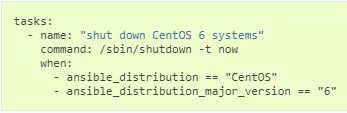 tasks:
  - name: "shut down CentOS 6 systems"
    command: /sbin/shutdown -t now
    when:
      - ansible_distribution == "CentOS"
      - ansible_distribution_major_version == "6"